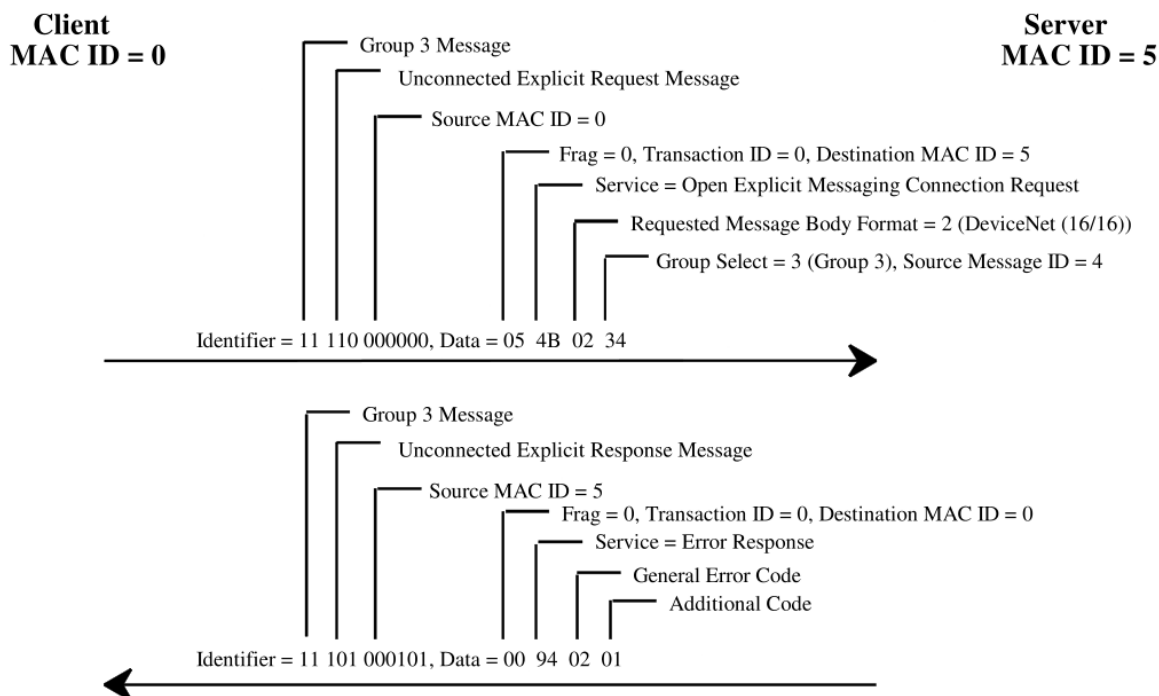 Client
MAC ID = 0
Server
MAC ID = 5
Group 3 Message
Unconnected Explicit Request Message
Source MAC ID = 0
Frag = 0, Transaction ID = 0, Destination MAC ID = 5
Service = Open Explicit Messaging Connection Request
Requested Message Body Format = 2 (DeviceNet (16/16))
Group Select = 3 (Group 3), Source Message ID = 4
Identifier = 11 110 000000, Data = 05 4B 02 34
Group 3 Message
Unconnected Explicit Response Message
Source MAC ID = 5
Frag = 0, Transaction ID = 0, Destination MAC ID = 0
Service = Error Response
General Error Code
Additional Code
Identifier = 11 101 000101, Data = 00 94 02 01